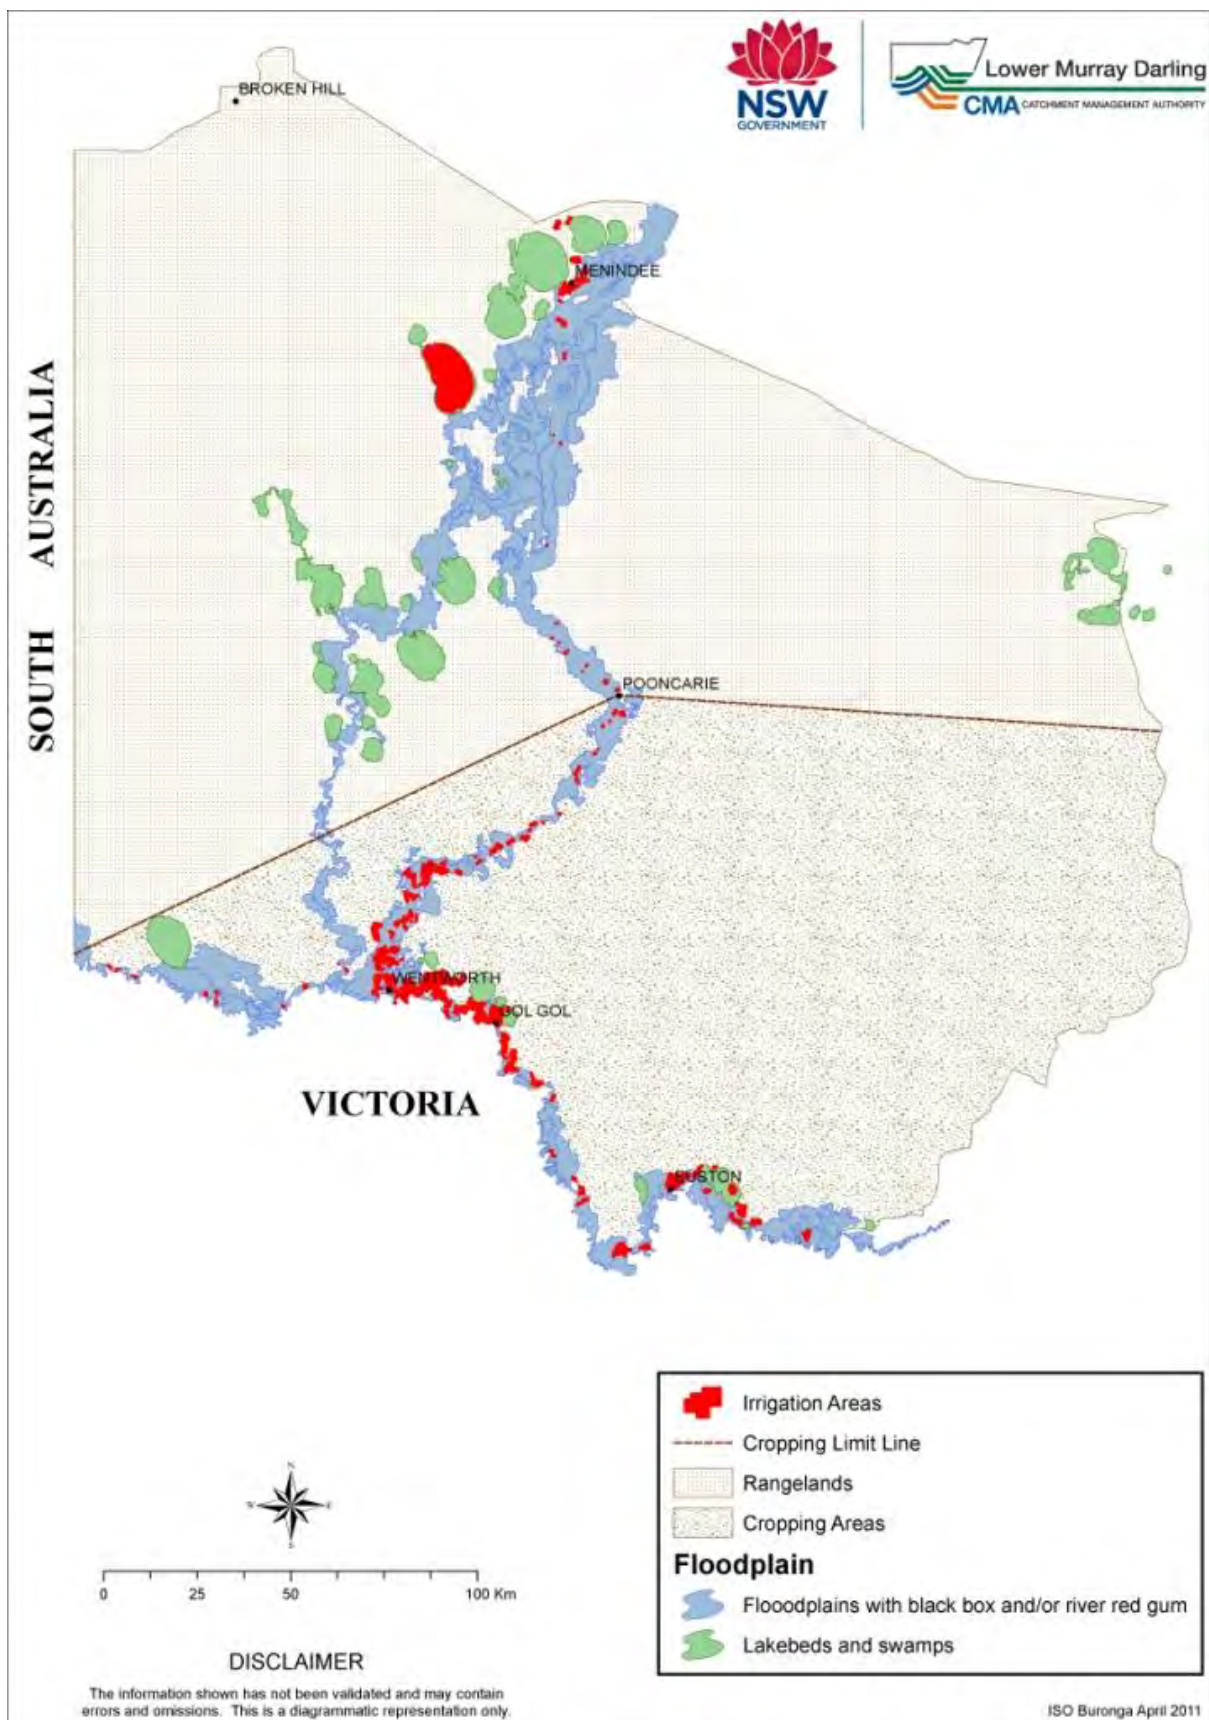 BROKEN HILL
NSW
GOVERNMENT
Lower Murray Darling
CMA CATCHMENT MANAGEMENT AUTHORITY
MENINDEE
SOUTH AUSTRALIA
POONCARIE
WENTWORTH
GOL GOL
VICTORIA
EUSTON
Irrigation Areas
Cropping Limit Line
Rangelands
Cropping Areas
Floodplain
Flooodplains with black box and/or river red gum
Lakebeds and swamps
N
W E
S
0 50 100 Km
DISCLAIMER
The information shown has not been validated and may contain
errors and omissions. This is a diagrammatic representation only.
ISO Buronga April 2011